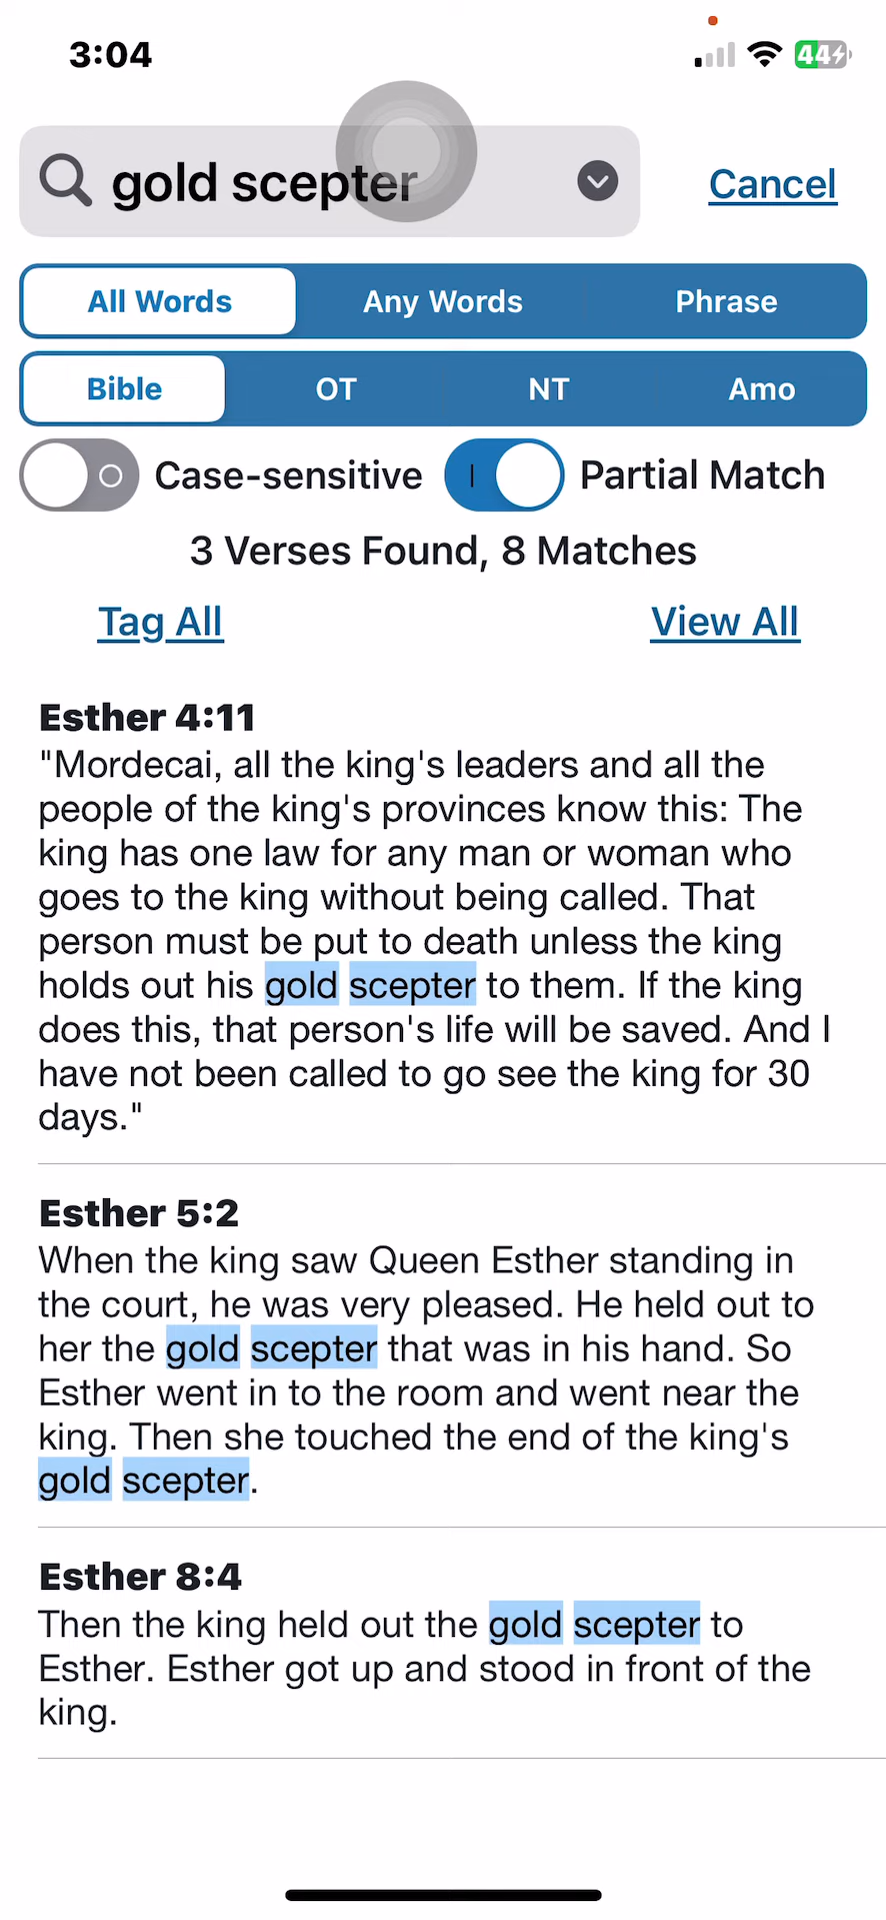 3:04
44
gold scepter
Cancel
All Words
Any Words
Phrase
Bible
OT
NT
Amo
Case-sensitive
Partial Match
3 Verses Found, 8 Matches
Tag All
View All
Esther 4:11
"Mordecai, all the king's leaders and all the
people of the king's provinces know this: The
king has one law for any man or woman who
goes to the king without being called. That
person must be put to death unless the king
holds out his gold scepter to them. If the king
does this, that person's life will be saved. And I
have not been called to go see the king for 30
days."
Esther 5:2
When the king saw Queen Esther standing in
the court, he was very pleased. He held out to
her the gold scepter that was in his hand. So
Esther went in to the room and went near the
king. Then she touched the end of the king's
gold scepter.
Esther 8:4
Then the king held out the gold scepter to
Esther. Esther got up and stood in front of the
king.